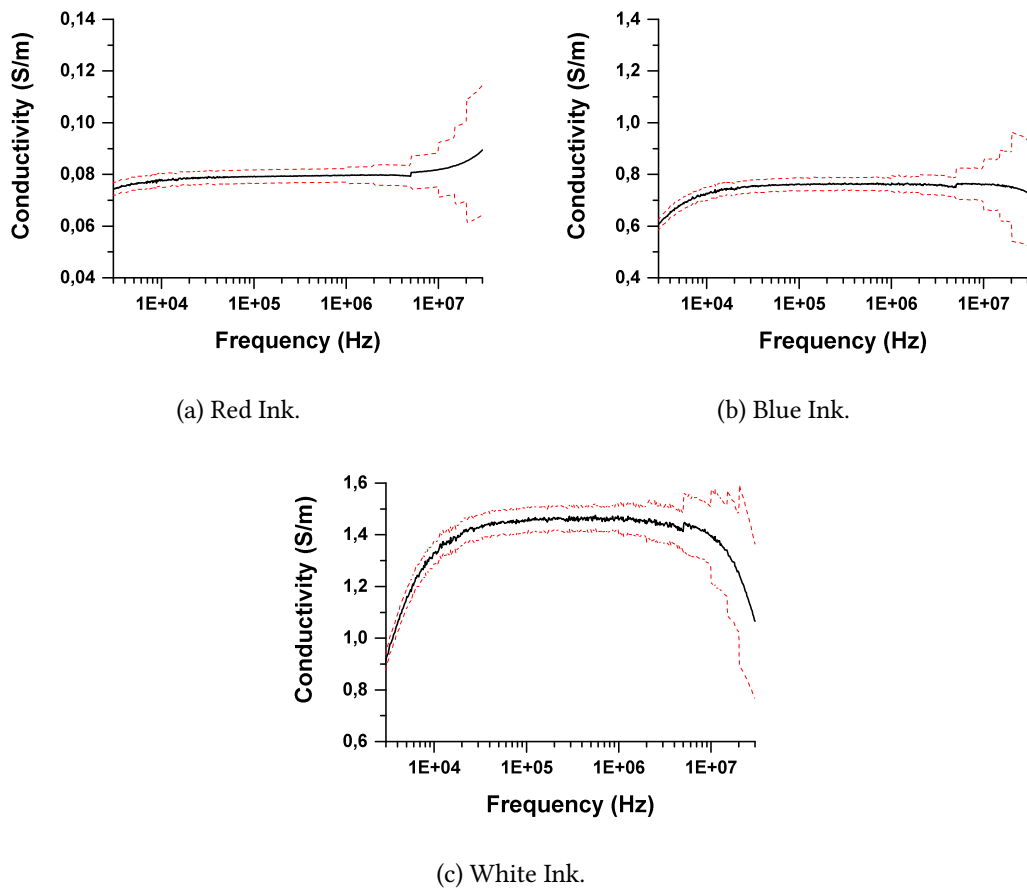 0,14
0,12
0,10
0,08
0,06
0,04
Conductivity (S/m)
1E+04 1E+05 1E+06 1E+07
Frequency (Hz)
(a) Red Ink.
1,4
1,2
1,0
0,8
0,6
0,4
Conductivity (S/m)
1E+04 1E+05 1E+06 1E+07
Frequency (Hz)
(b) Blue Ink.
1,6
1,4
1,2
1,0
0,8
0,6
Conductivity (S/m)
1E+04 1E+05 1E+06 1E+07
Frequency (Hz)
(c) White Ink.